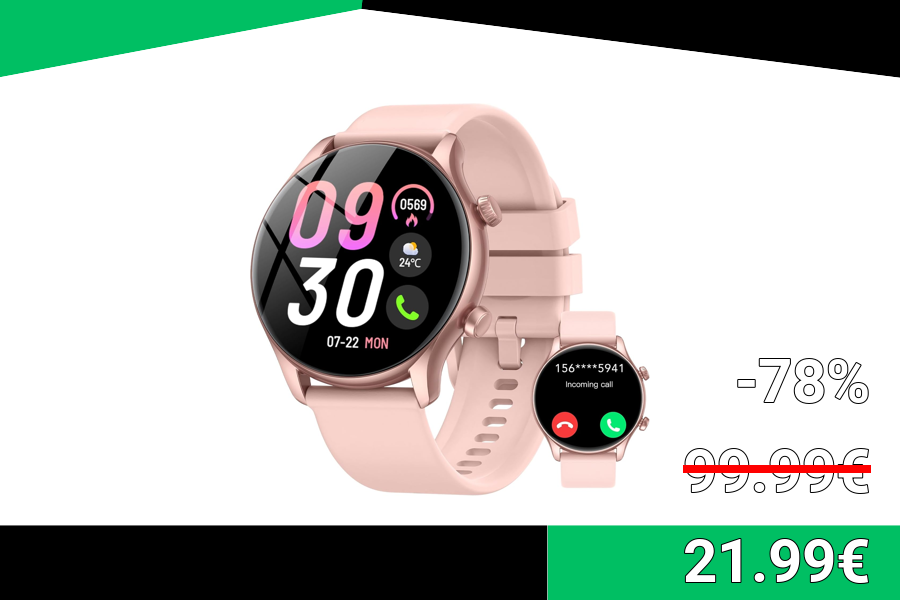 09
0569
24°C
30
07-22 MON
156****5941
Incoming call
-78%
99.99€
21.99€